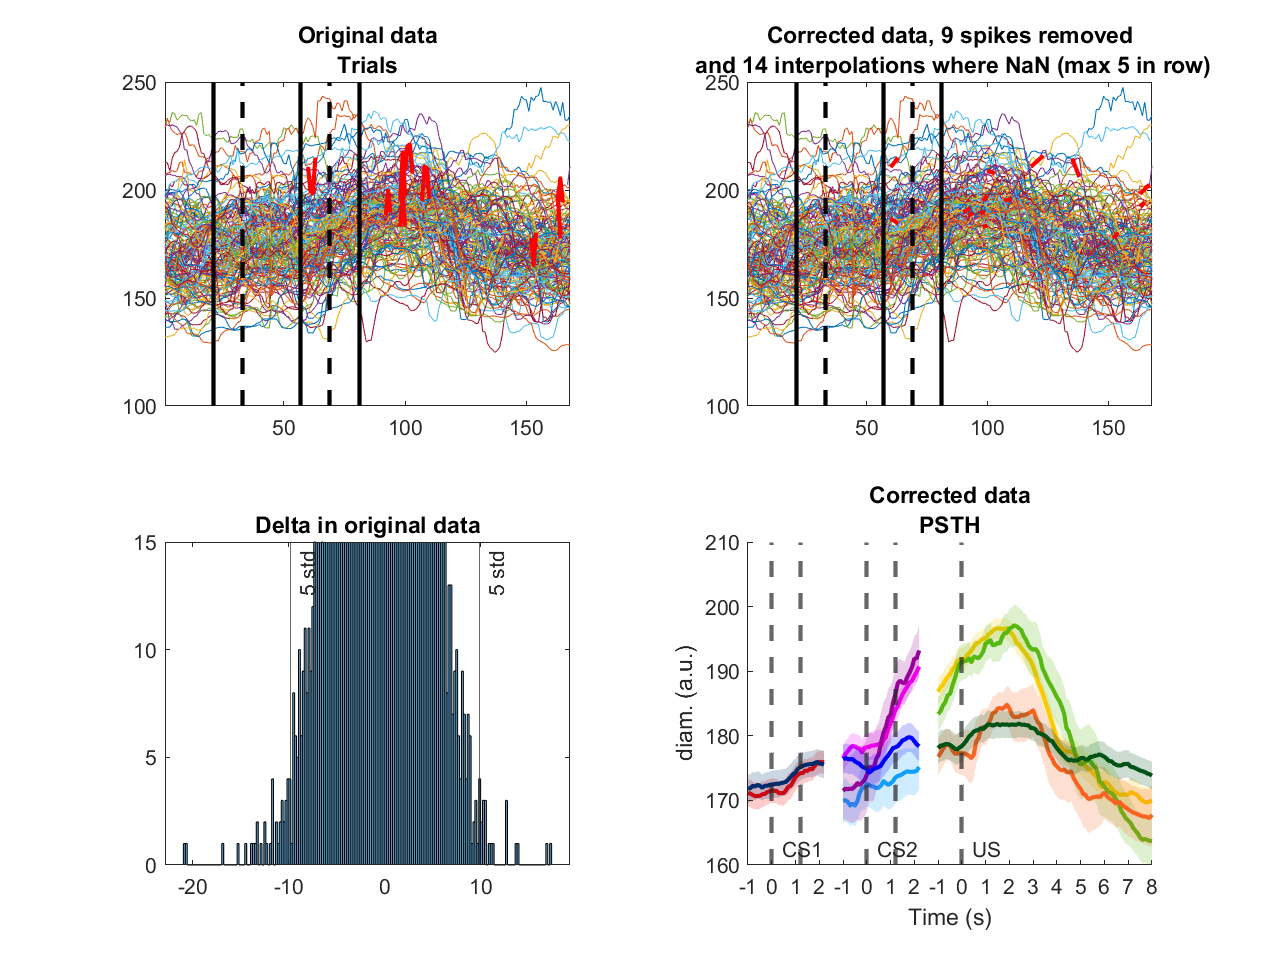 Original data
Trials
250
200
150
100
50
100
150
Corrected data, 9 spikes removed
and 14 interpolations where NaN (max 5 in row)
250
200
150
100
50
100
150
Delta in original data
15
10
5
0
-20
-10
0
10
5 std
5 std
Corrected data
PSTH
210
200
190
180
170
160
diam. (a.u.)
CS1
CS2
US
-1 0 1 2 -1 0 1 2 -1 0 1 2 3 4 5 6 7 8
Time (s)